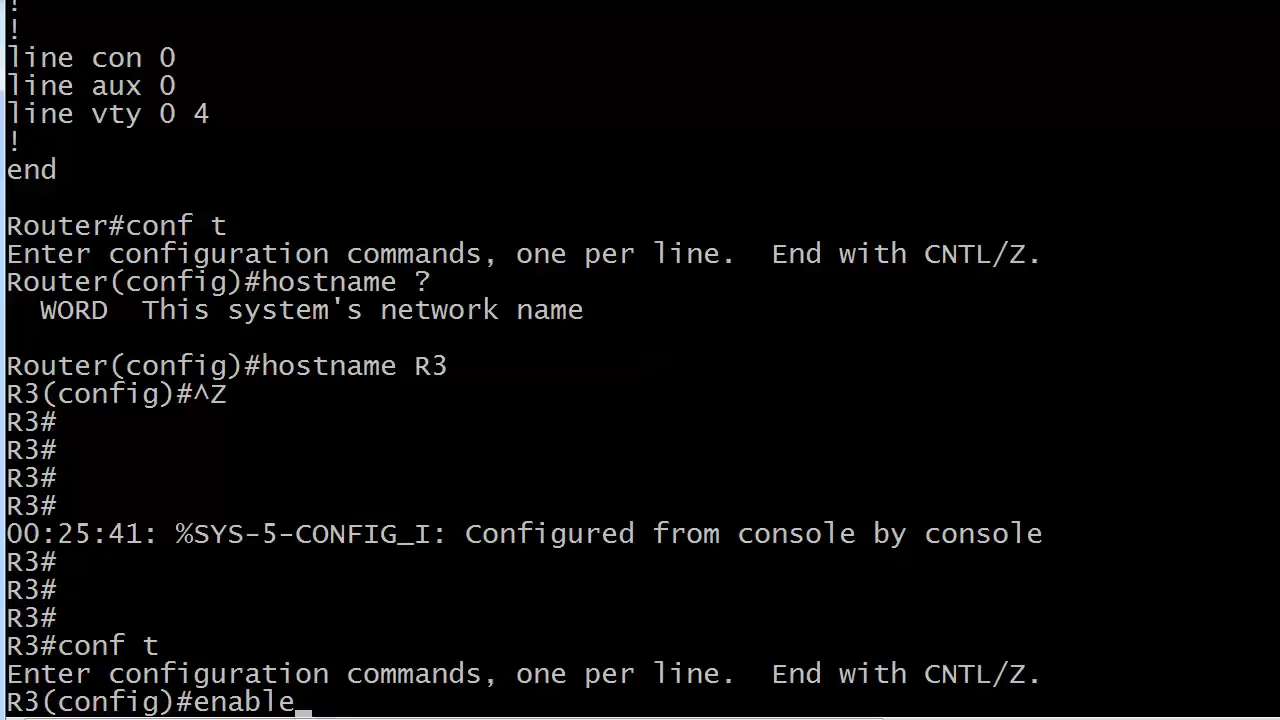 !
!
line con 0
line aux 0
line vty 0 4
!
end
Router#conf t
Enter configuration commands, one per line.  End with CNTL/Z.
Router(config)#hostname ?
  WORD  This system's network name
Router(config)#hostname R3
R3(config)#^Z
R3#
R3#
R3#
R3#
00:25:41: %SYS-5-CONFIG_I: Configured from console by console
R3#
R3#
R3#
R3#conf t
Enter configuration commands, one per line.  End with CNTL/Z.
R3(config)#enable